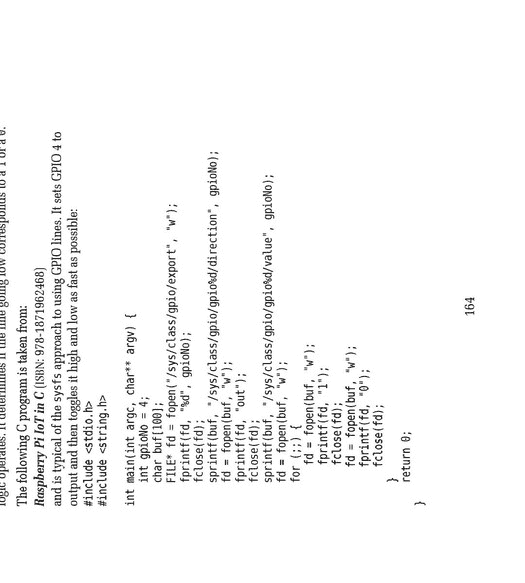 logic operates. It determines if the line going low corresponds to a 1 or a 0.
The following C program is taken from:
Raspberry Pi IoT in C (ISBN: 978-1871962468)
and is typical of the sysfs approach to using GPIO lines. It sets GPIO 4 to
output and then toggles it high and low as fast as possible:
#include <stdio.h>
#include <string.h>
int main(int argc, char** argv) {
int gpioNo = 4;
char buf[100];
FILE* fd = fopen("/sys/class/gpio/export", "w");
fprintf(fd, "%d", gpioNo);
fclose(fd);
sprintf(buf, "/sys/class/gpio/gpio%d/direction", gpioNo);
fd = fopen(buf, "w");
fprintf(fd, "out");
fclose(fd);
sprintf(buf, "/sys/class/gpio/gpio%d/value", gpioNo);
fd = fopen(buf, "w");
for (;;) {
fd = fopen(buf, "w");
fprintf(fd, "1");
fclose(fd);
fd = fopen(buf, "w");
fprintf(fd, "0");
fclose(fd);
}
return 0;
}
164